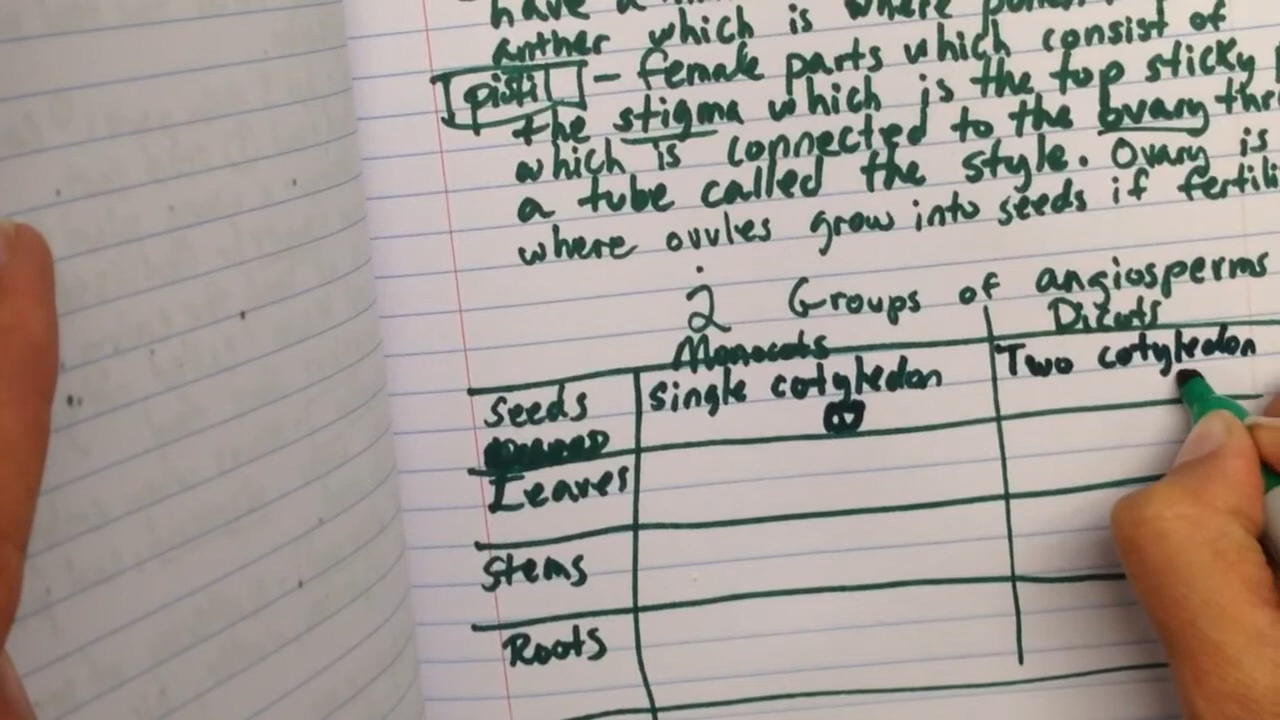 have a
anther which is where
pistil - female parts which consist of
the stigma which is the top sticky
which is connected to the ovary thr
a tube called the style. Ovary is
where ovules grow into seeds if fertili
2 Groups of angiosperms
Monocots Dicots
Seeds single cotyledon Two cotyledon
Leaves
Stems
Roots